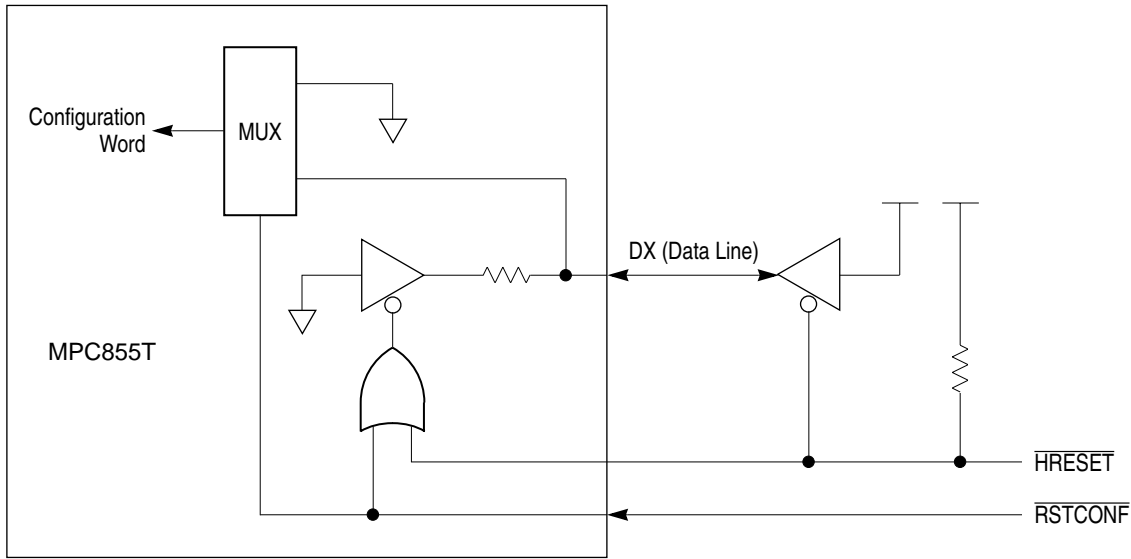 Configuration
Word
MUX
DX (Data Line)
MPC855T
HRESET
RSTCONF